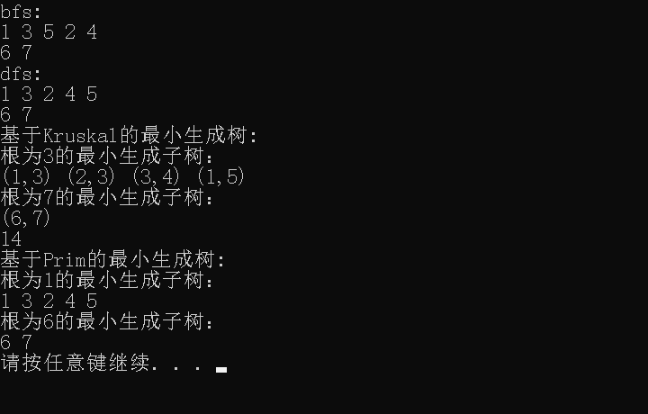 bfs:
1 3 5 2 4
6 7
dfs:
1 3 2 4 5
6 7
基于Kruskal的最小生成树:
根为3的最小生成子树:
(1,3) (2,3) (3,4) (1,5)
根为7的最小生成子树:
(6,7)
14
基于Prim的最小生成树:
根为1的最小生成子树:
1 3 2 4 5
根为6的最小生成子树:
6 7
请按任意键继续. . .